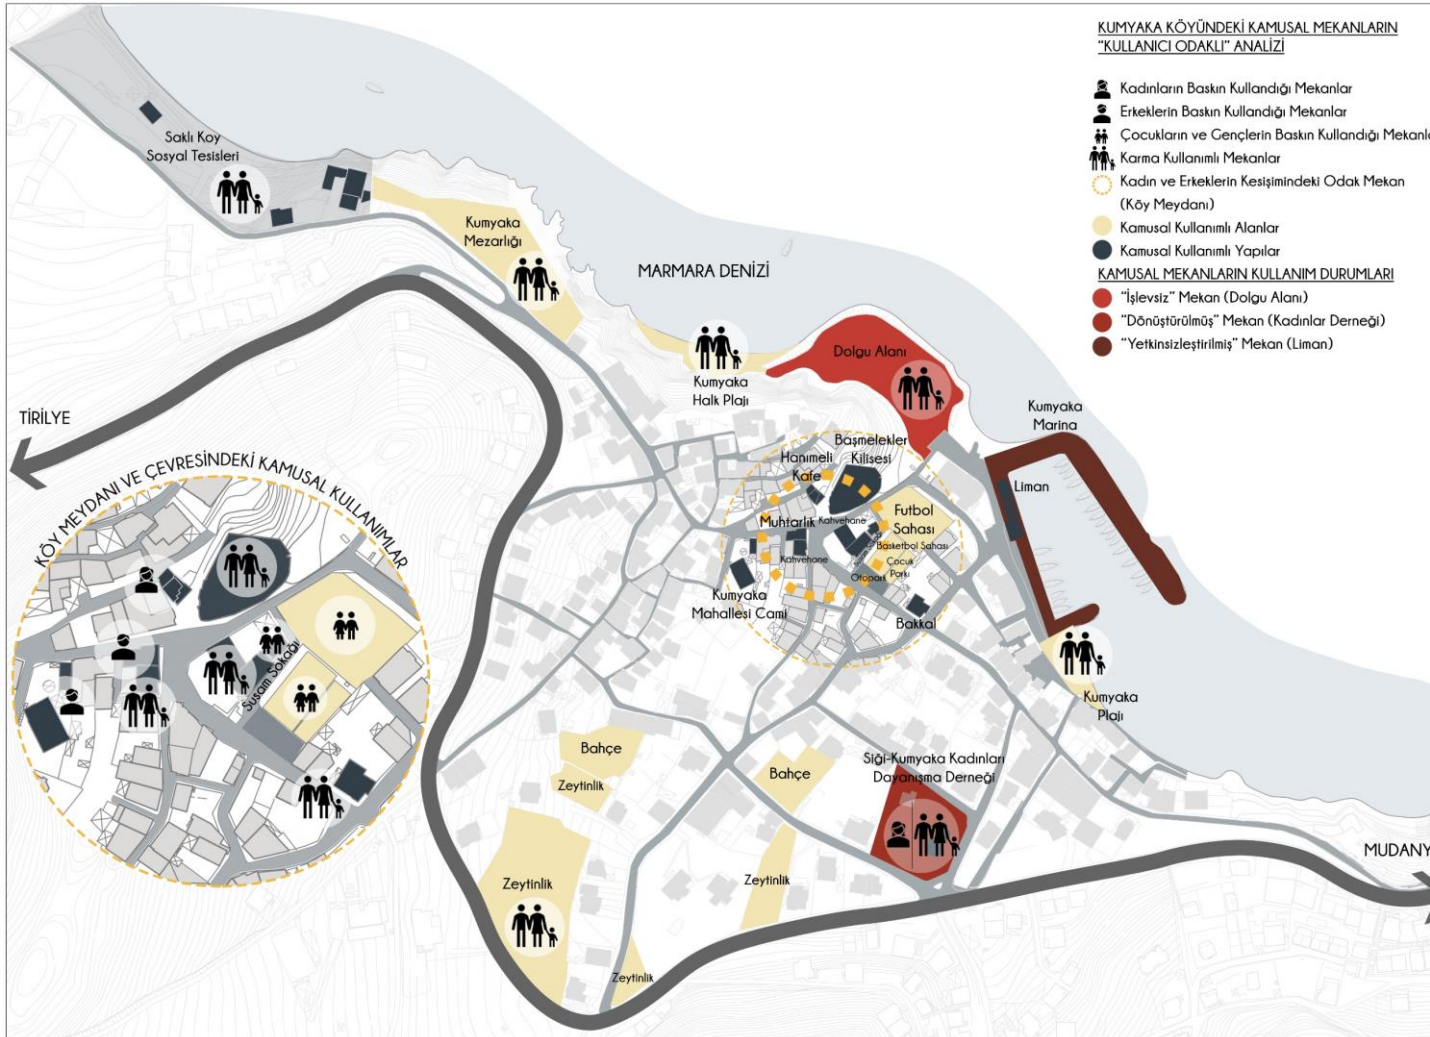 KUMYAKA KÖYÜNDEKİ KAMUSAL MEKANLARIN
"KULLANICI ODAKLI" ANALİZİ
Kadınların Baskın Kullandığı Mekanlar
Erkeklerin Baskın Kullandığı Mekanlar
Çocukların ve Gençlerin Baskın Kullandığı Mekanla
Karma Kullanımlı Mekanlar
Kadın ve Erkeklerin Kesişimindeki Odak Mekan
(Köy Meydanı)
Kamusal Kullanımlı Alanlar
Kamusal Kullanımlı Yapılar
KAMUSAL MEKANLARIN KULLANIM DURUMLARI
"İşlevsiz" Mekan (Dolgu Alanı)
"Dönüştürülmüş" Mekan (Kadınlar Derneği)
"Yetkinsizleştirilmiş" Mekan (Liman)
Saklı Koy
Sosyal Tesisleri
Kumyaka
Mezarlığı
MARMARA DENİZİ
Dolgu Alanı
Kumyaka
Halk Plajı
Kumyaka
Marina
Liman
TİRİLYE
KÖY MEYDANI VE ÇEVRESİNDEKİ KAMUSAL KULLANIMLAR
Susam Sokağı
Başmelekler
Kilisesi
Hanımeli
Kafe
Muhtarlık
Kahvehane
Futbol
Sahası
Basketbol Sahası
Kahvehane
Çocuk
Parkı
Otopark
Kumyaka
Mahallesi Cami
Bakkal
Kumyaka
Plajı
Bahçe
Zeytinlik
Bahçe
Siği-Kumyaka Kadınları
Dayanışma Derneği
MUDANY
Zeytinlik
Zeytinlik
Zeytinlik